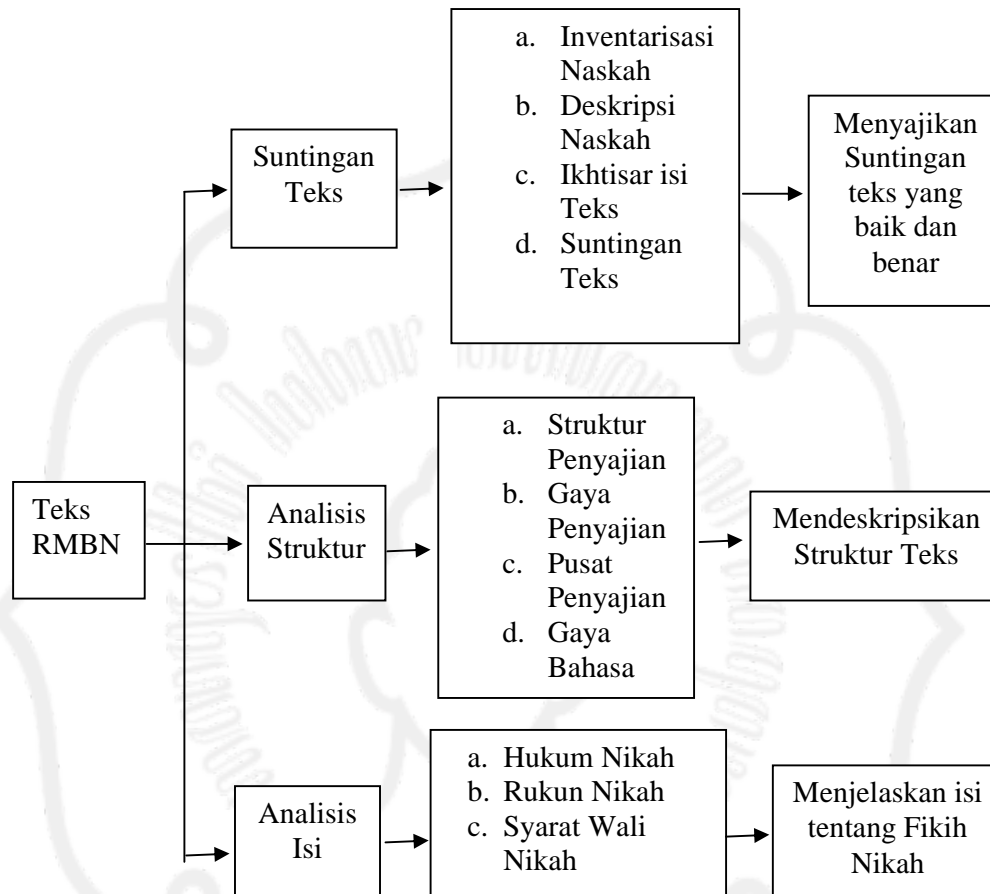 Teks
RMBN
Suntingan
Teks
a. Inventarisasi
Naskah
b. Deskripsi
Naskah
c. Ikhtisar isi
Teks
d. Suntingan
Teks
Menyajikan
Suntingan
teks yang
baik dan
benar
Analisis
Struktur
a. Struktur
Penyajian
b. Gaya
Penyajian
c. Pusat
Penyajian
d. Gaya
Bahasa
Mendeskripsikan
Struktur Teks
Analisis
Isi
a. Hukum Nikah
b. Rukun Nikah
c. Syarat Wali
Nikah
Menjelaskan isi
tentang Fikih
Nikah